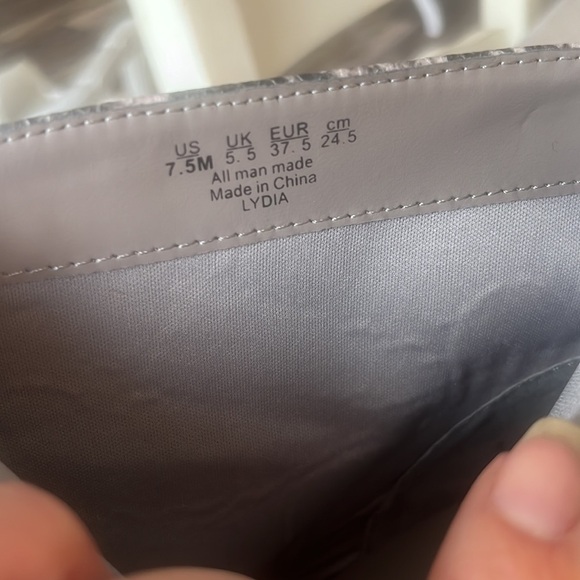 US UK EUR cm
7.5M 5.5 37.5 24.5
All man made
Made in China
LYDIA